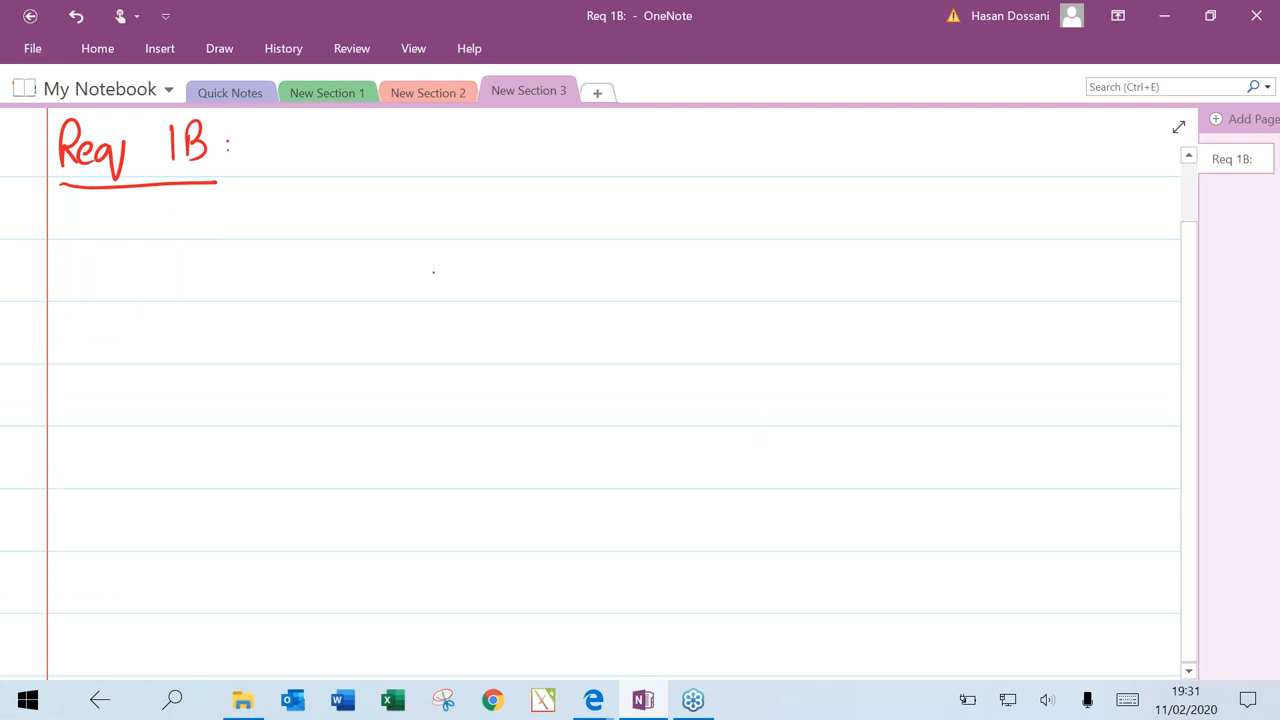 Req 1B: - OneNote
Hasan Dossani
File Home Insert Draw History Review View Help
My Notebook
Quick Notes New Section 1 New Section 2 New Section 3
Search (Ctrl+E)
Add Page
Req 1B:
Req 1B:
19:31
11/02/2020